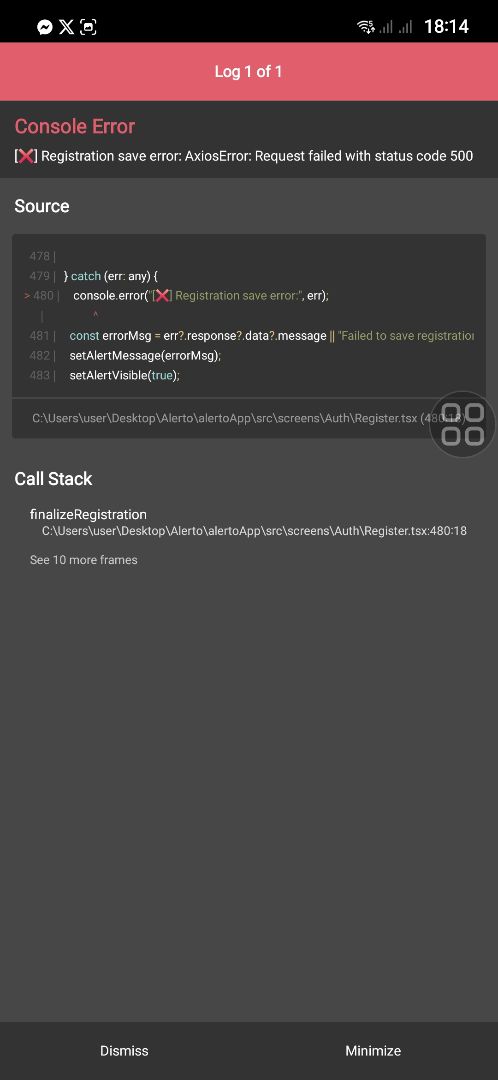 18:14
Log 1 of 1
Console Error
[❌] Registration save error: AxiosError: Request failed with status code 500
Source
478 |
479 | } catch (err: any) {
> 480 | console.error("[❌] Registration save error:", err);
| ^
481 | const errorMsg = err?.response?.data?.message || "Failed to save registration
482 | setAlertMessage(errorMsg);
483 | setAlertVisible(true);
C:\Users\user\Desktop\Alerto\alertoApp\src\screens\Auth\Register.tsx (480:18)
Call Stack
finalizeRegistration
C:\Users\user\Desktop\Alerto\alertoApp\src\screens\Auth\Register.tsx:480:18
See 10 more frames
Dismiss
Minimize